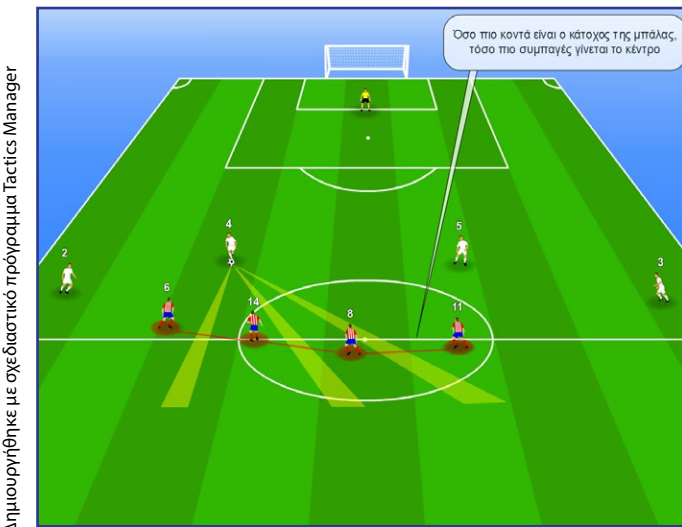 Όσο πιο κοντά είναι ο κάτοχος της μπάλας,
τόσο πιο συμπαγές γίνεται το κέντρο
4
5
2
3
6
14
8
11
Δημιουργήθηκε με σχεδιαστικό πρόγραμμα Tactics Manager